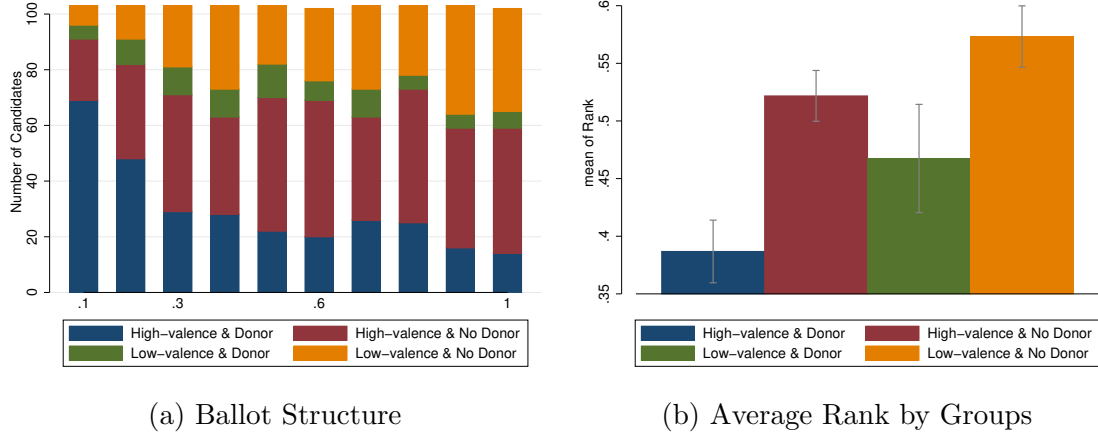 Number of Candidates
100
80
60
40
20
0
.1
.3
.6
1
High−valence & Donor
High−valence & No Donor
Low−valence & Donor
Low−valence & No Donor
(a) Ballot Structure
mean of Rank
.6
.55
.5
.45
.4
.35
High−valence & Donor
High−valence & No Donor
Low−valence & Donor
Low−valence & No Donor
(b) Average Rank by Groups